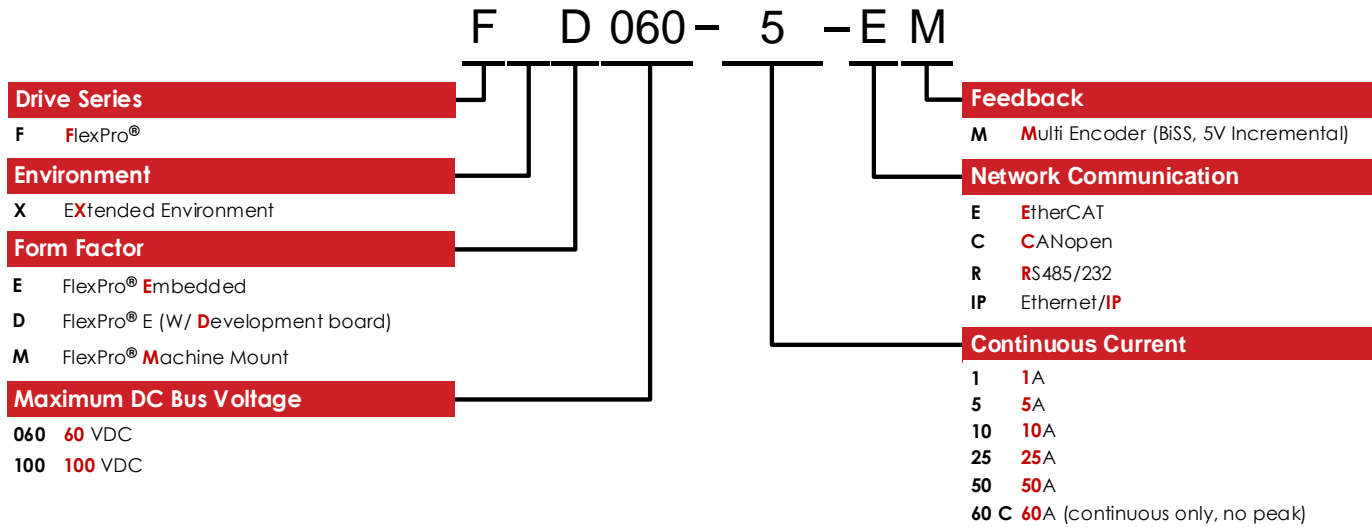 F D 060 – 5 – E M
Drive Series
F FlexPro®
Environment
X EXtended Environment
Form Factor
E FlexPro® Embedded
D FlexPro® E (W/ Development board)
M FlexPro® Machine Mount
Maximum DC Bus Voltage
060 60 VDC
100 100 VDC
Feedback
M Multi Encoder (BiSS, 5V Incremental)
Network Communication
E EtherCAT
C CANopen
R RS485/232
IP Ethernet/IP
Continuous Current
1 1A
5 5A
10 10A
25 25A
50 50A
60 C 60A (continuous only, no peak)